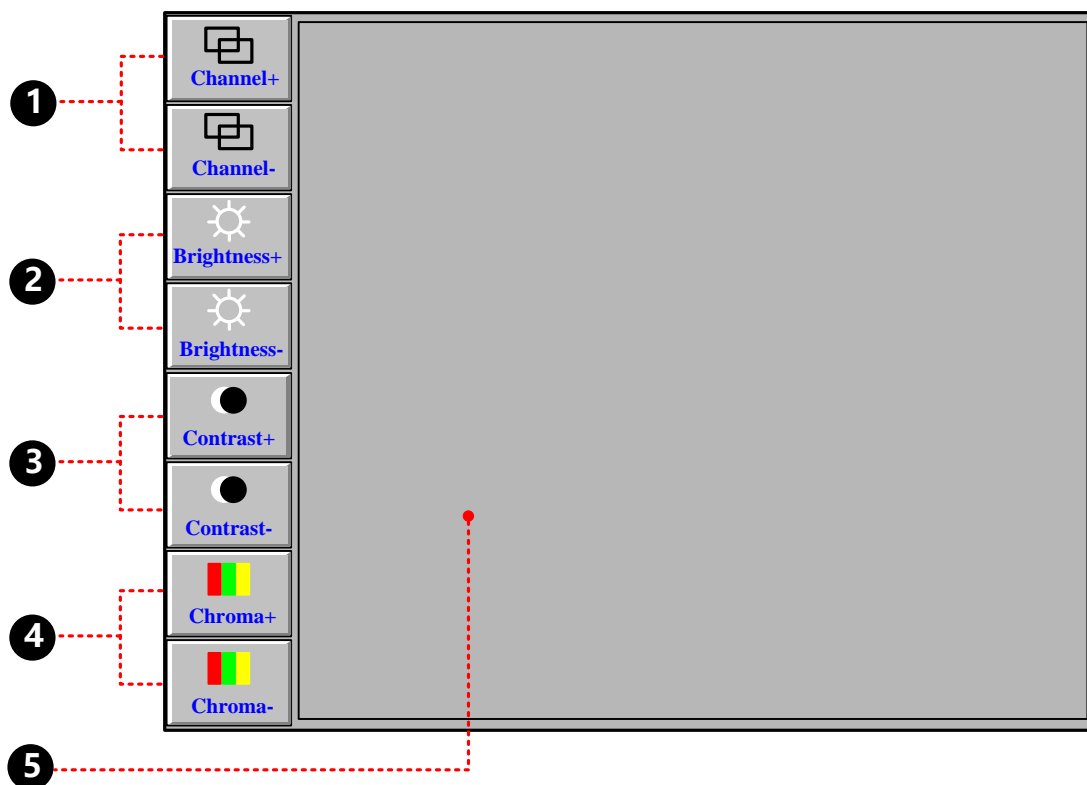 Channel+
1
Channel-
Brightness+
2
Brightness-
Contrast+
3
Contrast-
Chroma+
4
Chroma-
5